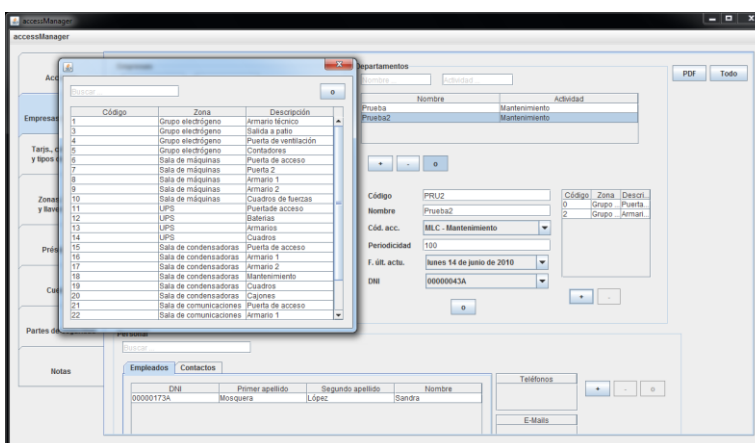 accessManager
accessManager
Buscar...
o
Código Zona Descripción
1 Grupo electrógeno Armario técnico
3 Grupo electrógeno Salida a patio
4 Grupo electrógeno Puerta de ventilación
5 Grupo electrógeno Contadores
6 Sala de máquinas Puerta de acceso
7 Sala de máquinas Puerta 2
8 Sala de máquinas Armario 1
9 Sala de máquinas Armario 2
10 Sala de máquinas Cuadros de fuerzas
11 UPS Puertade acceso
12 UPS Baterias
13 UPS Armarios
14 UPS Cuadros
15 Sala de condensadoras Puerta de acceso
16 Sala de condensadoras Armario 1
17 Sala de condensadoras Armario 2
18 Sala de condensadoras Mantenimiento
19 Sala de condensadoras Cuadros
20 Sala de condensadoras Cajones
21 Sala de comunicaciones Puerta de acceso
22 Sala de comunicaciones Armario 1
Acc
Empresas
Tarjs., c
y tipos d
Zonas
y llave
Prés
Cu
Partes de
Notas
Departamentos
Nombre... Actividad...
Nombre Actividad
Prueba Mantenimiento
Prueba2 Mantenimiento
+ - o
Código PRU2
Nombre Prueba2
Cód. acc. MLC - Mantenimiento
Periodicidad 100
F. últ. actu. lunes 14 de junio de 2010
DNI 00000043A
o
Código Zona Descri...
0 Grupo ... Puerta...
2 Grupo ... Armari...
+ -
PDF Todo
Personal
Buscar...
Empleados Contactos
DNI Primer apellido Segundo apellido Nombre
00000173A Mosquera López Sandra
Teléfonos
+ - o
E-Mails